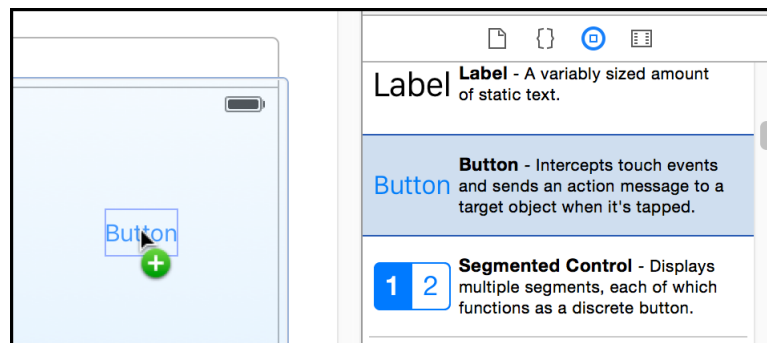 {}
Label
Label - A variably sized amount
of static text.
Button
Button
Button - Intercepts touch events
and sends an action message to a
target object when it's tapped.
1 2
Segmented Control - Displays
multiple segments, each of which
functions as a discrete button.